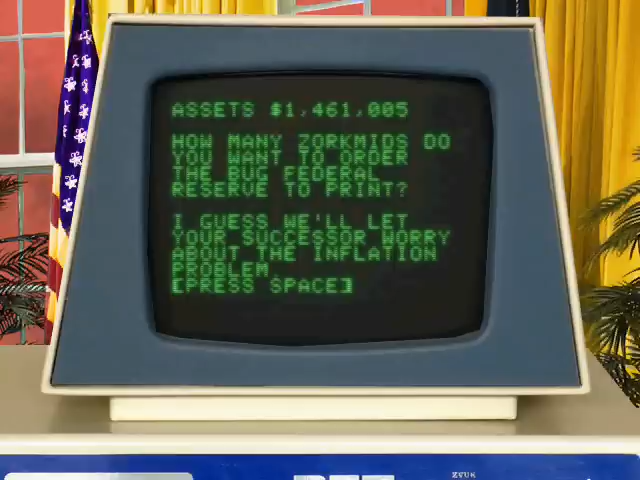 ASSETS $1,461,005
HOW MANY ZORKMIDS DO
YOU WANT TO ORDER
THE BUG FEDERAL
RESERVE TO PRINT?
I GUESS WE'LL LET
YOUR SUCCESSOR WORRY
ABOUT THE INFLATION
PROBLEM.
[PRESS SPACE]